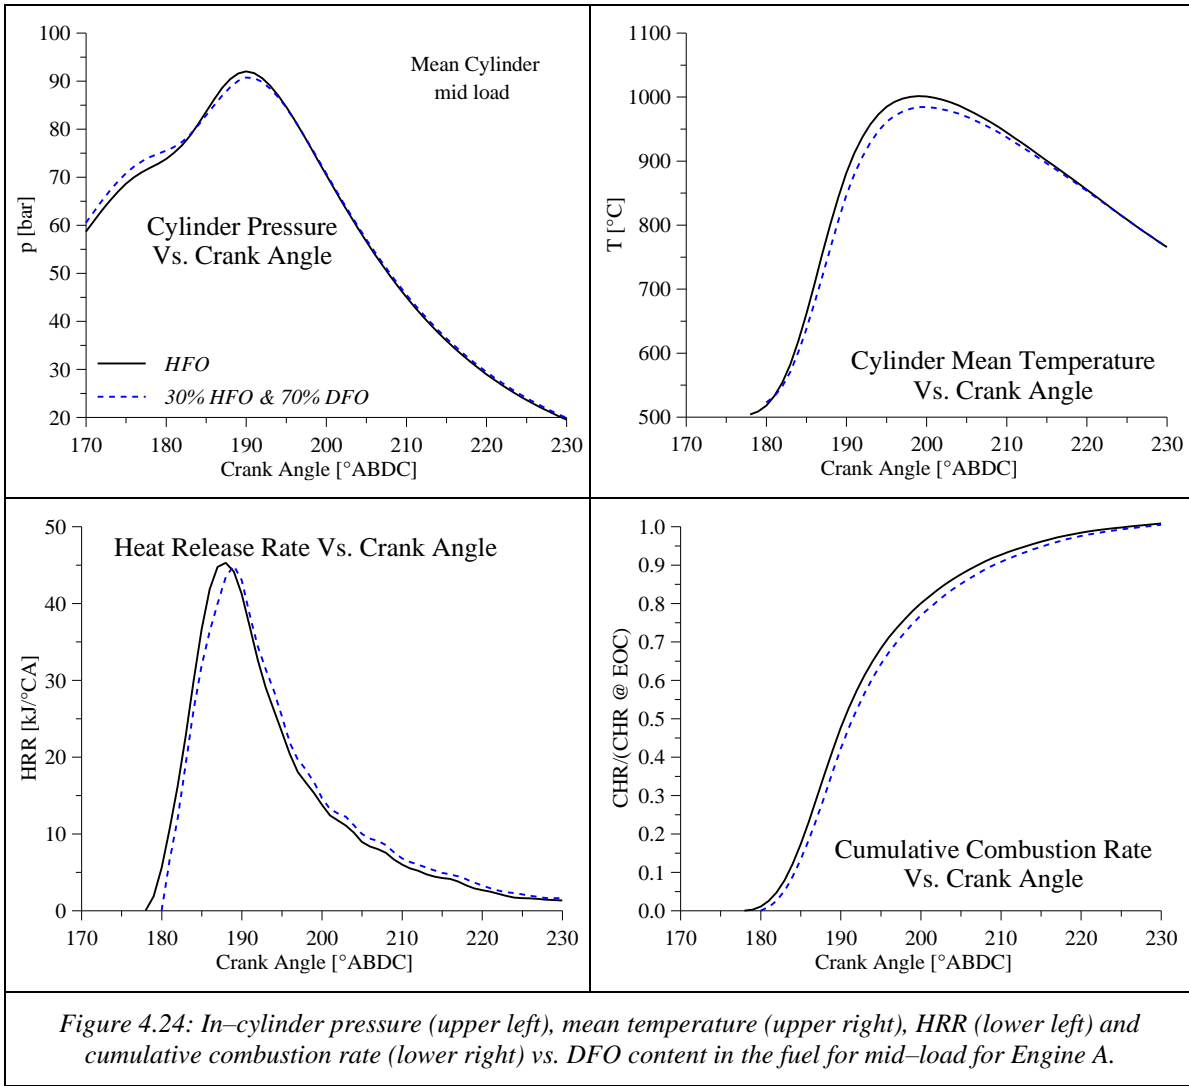 100
90
80
70
60
50
40
30
20
p [bar]
Mean Cylinder
mid load
Cylinder Pressure
Vs. Crank Angle
HFO
30% HFO & 70% DFO
170 180 190 200 210 220 230
Crank Angle [°ABDC]
1100
1000
900
800
700
600
500
T [°C]
Cylinder Mean Temperature
Vs. Crank Angle
170 180 190 200 210 220 230
Crank Angle [°ABDC]
50
40
30
20
10
0
HRR [kJ/°CA]
Heat Release Rate Vs. Crank Angle
170 180 190 200 210 220 230
Crank Angle [°ABDC]
1.0
0.9
0.8
0.7
0.6
0.5
0.4
0.3
0.2
0.1
0.0
CHR/(CHR @ EOC)
Cumulative Combustion Rate
Vs. Crank Angle
170 180 190 200 210 220 230
Crank Angle [°ABDC]
Figure 4.24: In–cylinder pressure (upper left), mean temperature (upper right), HRR (lower left) and
cumulative combustion rate (lower right) vs. DFO content in the fuel for mid–load for Engine A.